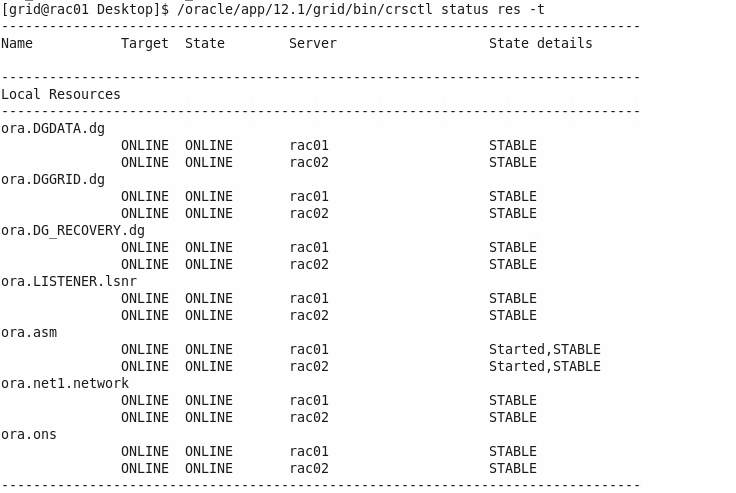 [grid@rac01 Desktop]$ /oracle/app/12.1/grid/bin/crsctl status res -t
--------------------------------------------------------------------------------
Name           Target  State        Server                   State details
--------------------------------------------------------------------------------
Local Resources
--------------------------------------------------------------------------------
ora.DGDATA.dg
               ONLINE  ONLINE       rac01                    STABLE
               ONLINE  ONLINE       rac02                    STABLE
ora.DGGRID.dg
               ONLINE  ONLINE       rac01                    STABLE
               ONLINE  ONLINE       rac02                    STABLE
ora.DG_RECOVERY.dg
               ONLINE  ONLINE       rac01                    STABLE
               ONLINE  ONLINE       rac02                    STABLE
ora.LISTENER.lsnr
               ONLINE  ONLINE       rac01                    STABLE
               ONLINE  ONLINE       rac02                    STABLE
ora.asm
               ONLINE  ONLINE       rac01                    Started,STABLE
               ONLINE  ONLINE       rac02                    Started,STABLE
ora.net1.network
               ONLINE  ONLINE       rac01                    STABLE
               ONLINE  ONLINE       rac02                    STABLE
ora.ons
               ONLINE  ONLINE       rac01                    STABLE
               ONLINE  ONLINE       rac02                    STABLE
--------------------------------------------------------------------------------